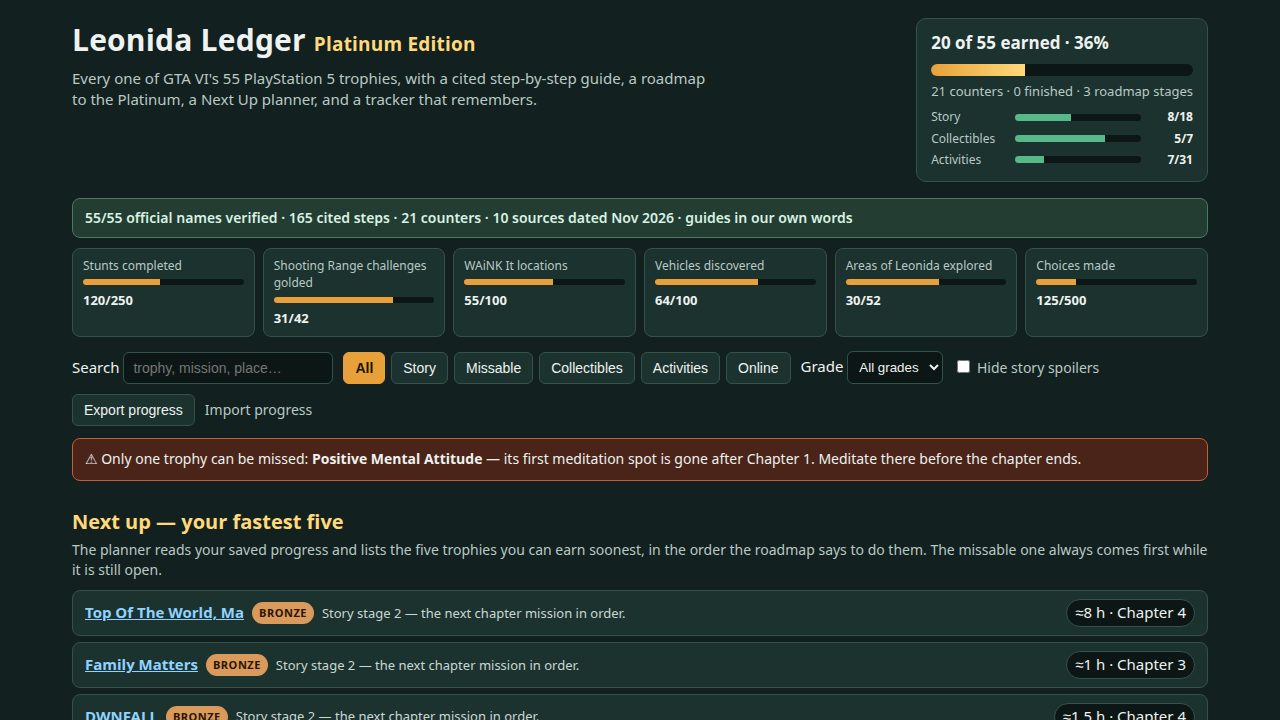 Leonida Ledger Platinum Edition
Every one of GTA VI's 55 PlayStation 5 trophies, with a cited step-by-step guide, a roadmap
to the Platinum, a Next Up planner, and a tracker that remembers.
20 of 55 earned · 36%
21 counters · 0 finished · 3 roadmap stages
Story 8/18
Collectibles 5/7
Activities 7/31
55/55 official names verified · 165 cited steps · 21 counters · 10 sources dated Nov 2026 · guides in our own words
Stunts completed
120/250
Shooting Range challenges
golded
31/42
WAiNK It locations
55/100
Vehicles discovered
64/100
Areas of Leonida explored
30/52
Choices made
125/500
Search trophy, mission, place… All Story Missable Collectibles Activities Online Grade All grades Hide story spoilers
Export progress Import progress
⚠ Only one trophy can be missed: Positive Mental Attitude — its first meditation spot is gone after Chapter 1. Meditate there before the chapter ends.
Next up — your fastest five
The planner reads your saved progress and lists the five trophies you can earn soonest, in the order the roadmap says to do them. The missable one always comes first while
it is still open.
Top Of The World, Ma BRONZE Story stage 2 — the next chapter mission in order. ≈8 h · Chapter 4
Family Matters BRONZE Story stage 2 — the next chapter mission in order. ≈1 h · Chapter 3
DWNFALL BRONZE Story stage 2 — the next chapter mission in order. ≈1.5 h · Chapter 4